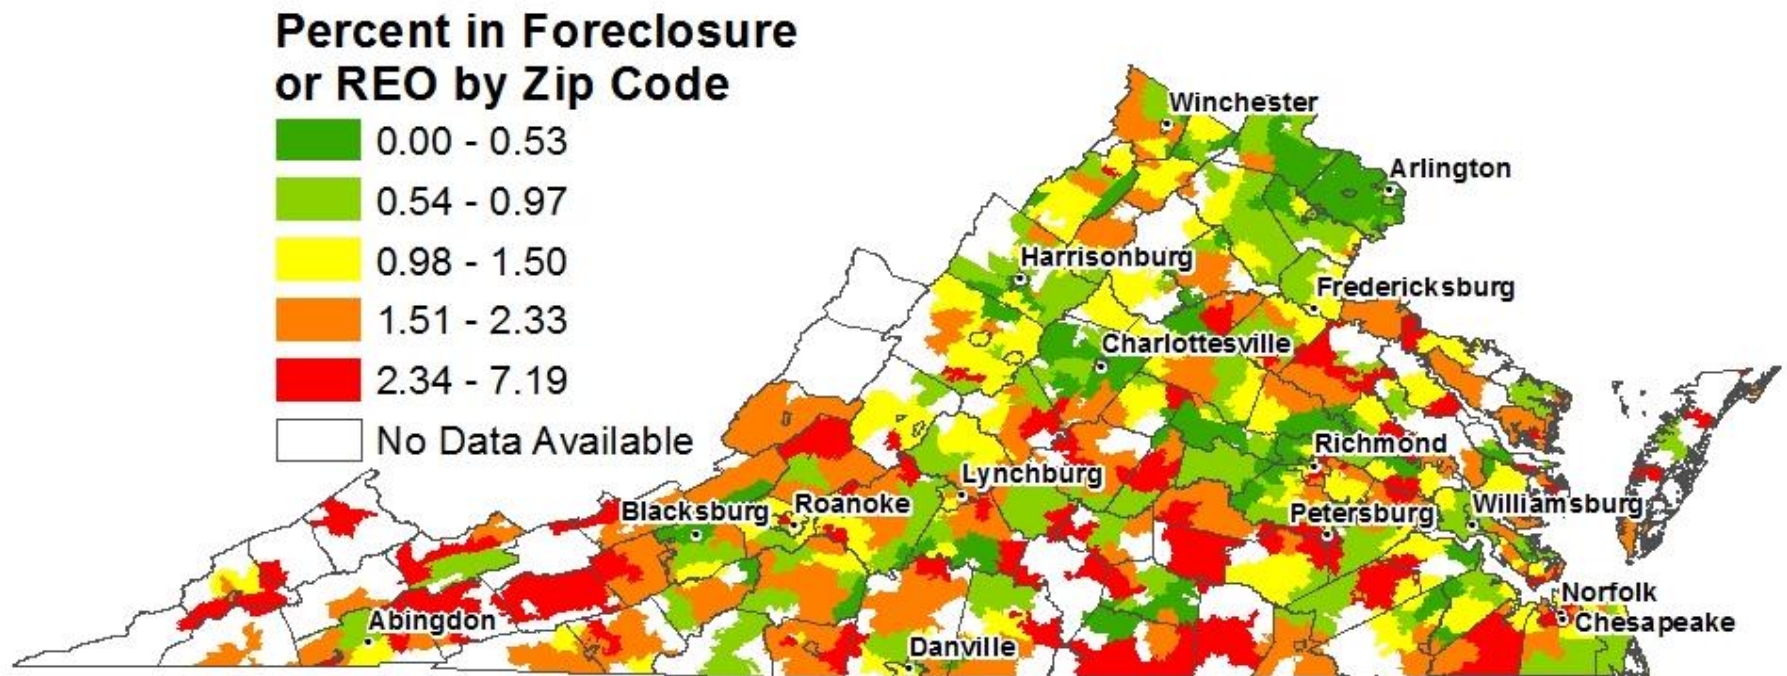 Percent in Foreclosure
or REO by Zip Code
0.00 - 0.53
0.54 - 0.97
0.98 - 1.50
1.51 - 2.33
2.34 - 7.19
No Data Available
Winchester
Arlington
Harrisonburg
Fredericksburg
Charlottesville
Richmond
Lynchburg
Blacksburg
Roanoke
Williamsburg
Petersburg
Norfolk
Abingdon
Chesapeake
Danville